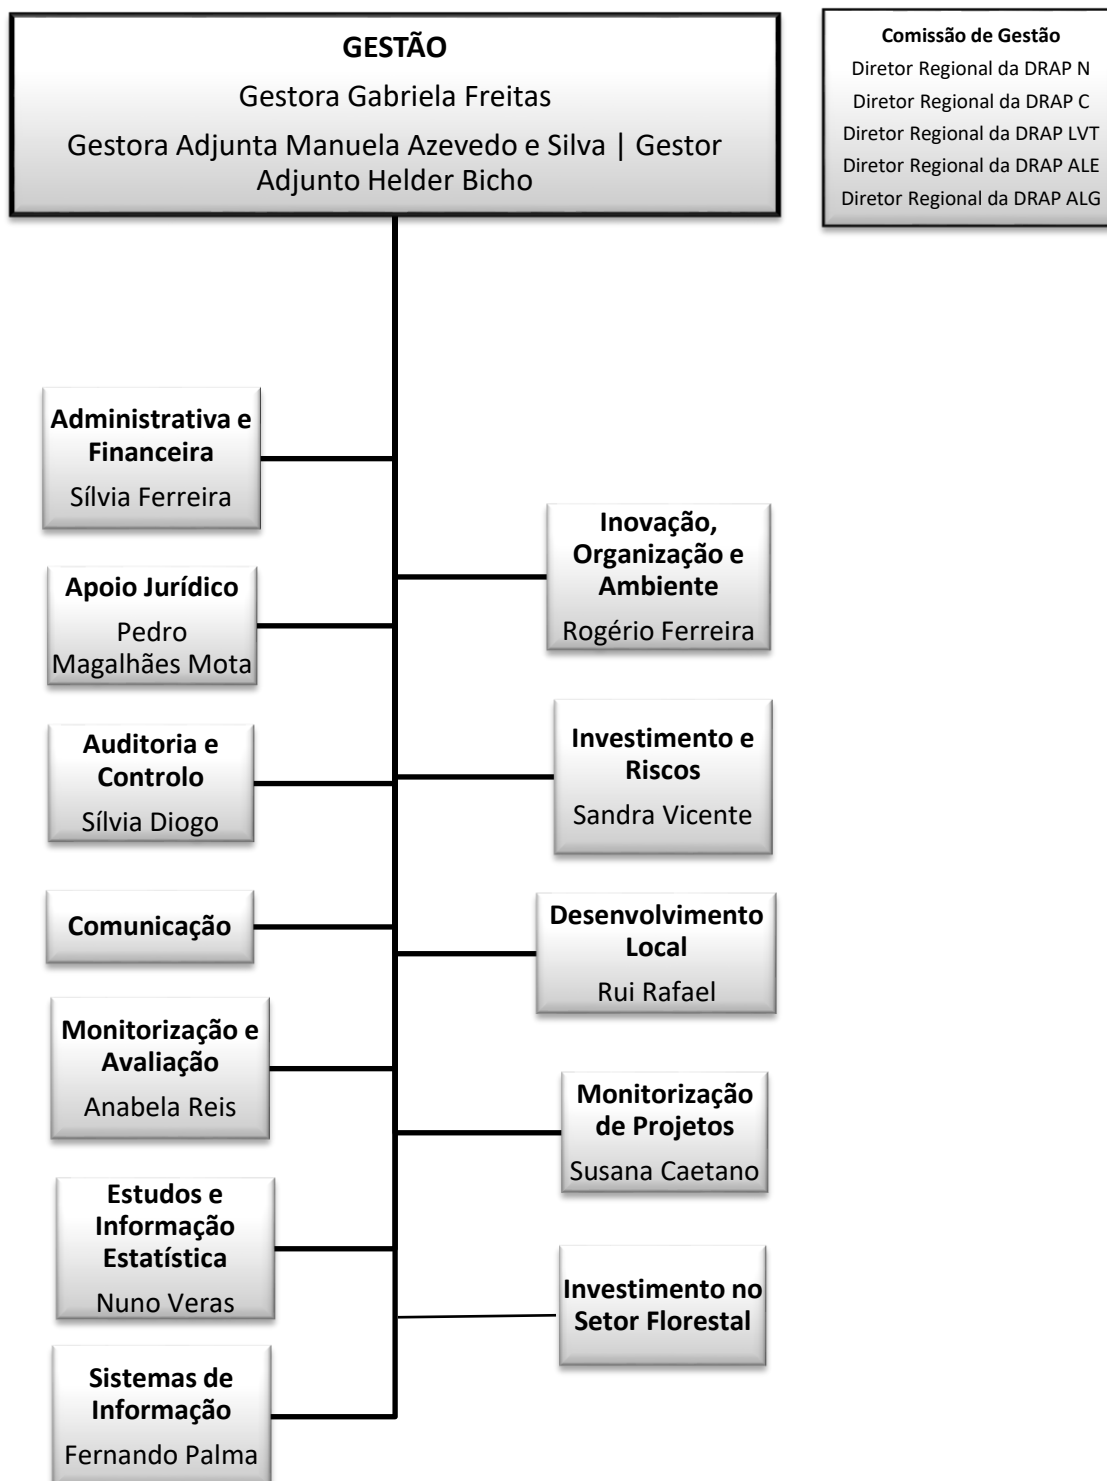 GESTÃO
Gestora Gabriela Freitas
Gestora Adjunta Manuela Azevedo e Silva | Gestor
Adjunto Helder Bicho
Comissão de Gestão
Diretor Regional da DRAP N
Diretor Regional da DRAP C
Diretor Regional da DRAP LVT
Diretor Regional da DRAP ALE
Diretor Regional da DRAP ALG
Administrativa e
Financeira
Sílvia Ferreira
Apoio Jurídico
Pedro
Magalhães Mota
Auditoria e
Controlo
Sílvia Diogo
Comunicação
Monitorização e
Avaliação
Anabela Reis
Estudos e
Informação
Estatística
Nuno Veras
Sistemas de
Informação
Fernando Palma
Inovação,
Organização e
Ambiente
Rogério Ferreira
Investimento e
Riscos
Sandra Vicente
Desenvolvimento
Local
Rui Rafael
Monitorização
de Projetos
Susana Caetano
Investimento no
Setor Florestal